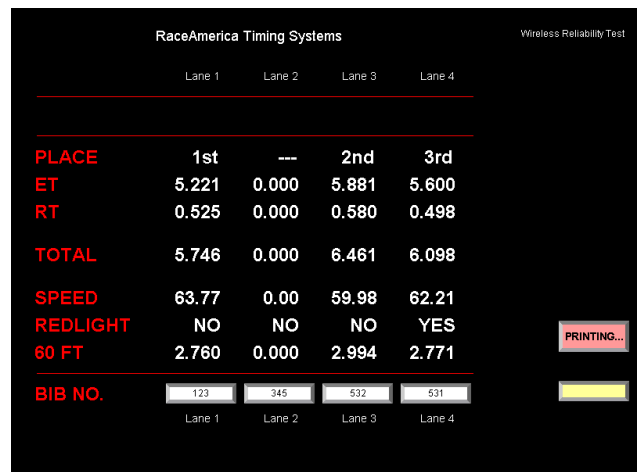 RaceAmerica Timing Systems
Wireless Reliability Test
Lane 1 Lane 2 Lane 3 Lane 4
PLACE 1st --- 2nd 3rd
ET 5.221 0.000 5.881 5.600
RT 0.525 0.000 0.580 0.498
TOTAL 5.746 0.000 6.461 6.098
SPEED 63.77 0.00 59.98 62.21
REDLIGHT NO NO NO YES
PRINTING...
60 FT 2.760 0.000 2.994 2.771
BIB NO. 123 345 532 531
Lane 1 Lane 2 Lane 3 Lane 4